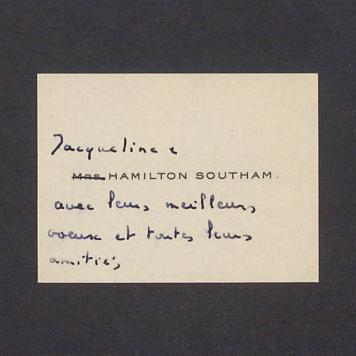 Jacqueline e
Mrs. HAMILTON SOUTHAM.
avec leurs meilleurs
voeux et toutes leurs
amitiés